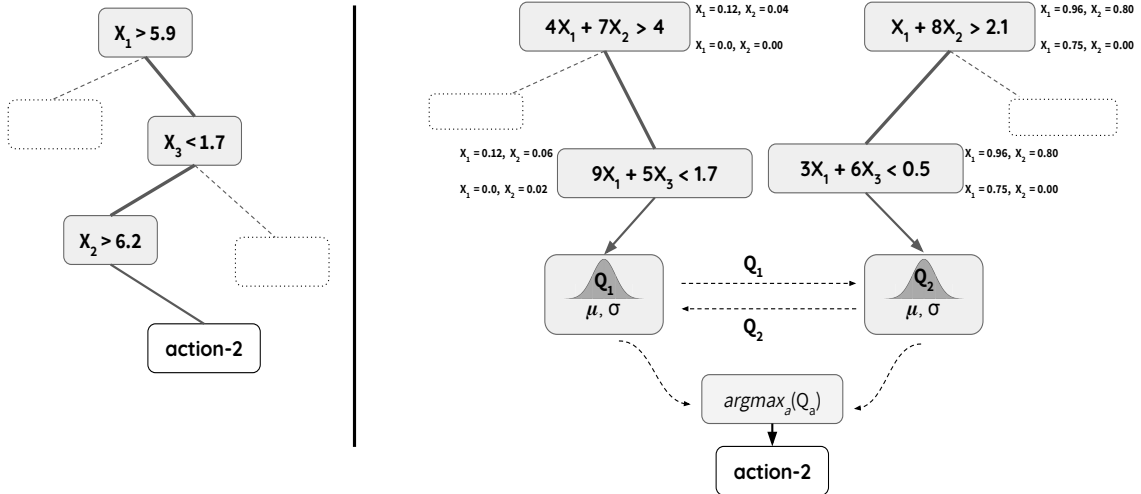 X1 > 5.9
X3 < 1.7
X2 > 6.2
action-2
4X1 + 7X2 > 4
X1 = 0.12, X2 = 0.04
X1 = 0.0, X2 = 0.00
X1 + 8X2 > 2.1
X1 = 0.96, X2 = 0.80
X1 = 0.75, X2 = 0.00
X1 = 0.12, X2 = 0.06
X1 = 0.0, X2 = 0.02
9X1 + 5X3 < 1.7
3X1 + 6X3 < 0.5
X1 = 0.96, X2 = 0.80
X1 = 0.75, X2 = 0.00
Q1
μ, σ
Q1
Q2
Q2
μ, σ
argmaxa(Qa)
action-2